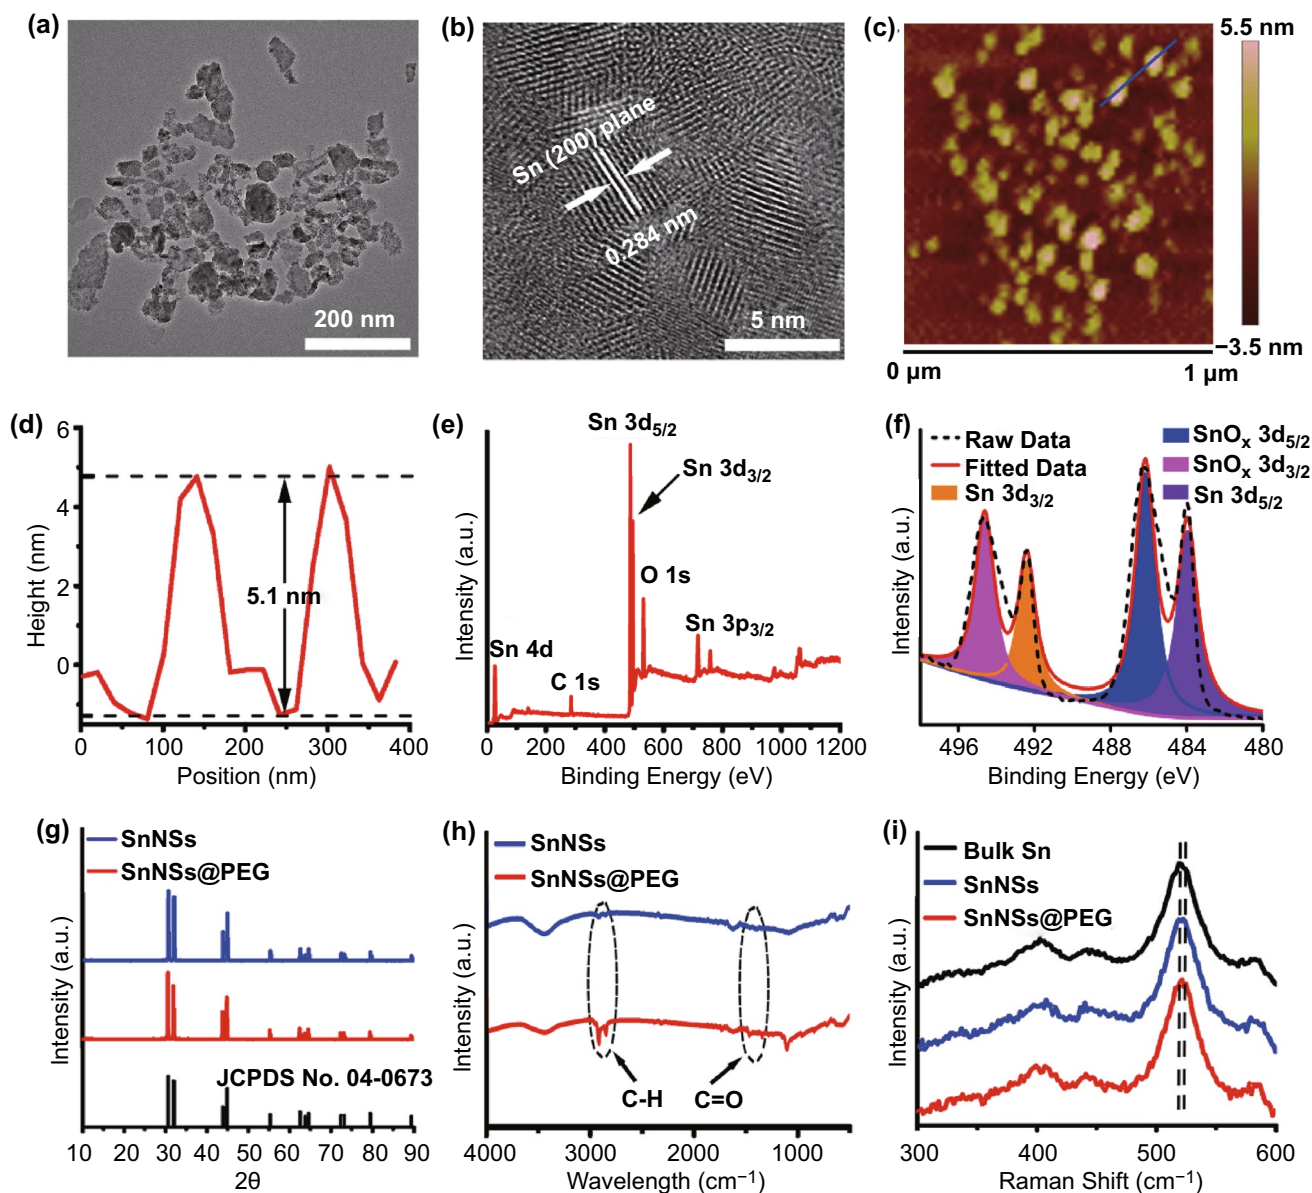 (a)
200 nm
(b)
Sn (200) plane
0.284 nm
5 nm
(c)
5.5 nm
−3.5 nm
0 µm
1 µm
(d)
6
4
2
0
5.1 nm
Height (nm)
0 100 200 300 400
Position (nm)
(e)
Sn 3d5/2
Sn 3d3/2
O 1s
Sn 3p3/2
Sn 4d
C 1s
Intensity (a.u.)
0 200 400 600 800 1000 1200
Binding Energy (eV)
(f)
Raw Data
Fitted Data
Sn 3d3/2
SnOx 3d5/2
SnOx 3d3/2
Sn 3d5/2
Intensity (a.u.)
496 492 488 484 480
Binding Energy (eV)
(g)
SnNSs
SnNSs@PEG
JCPDS No. 04-0673
Intensity (a.u.)
10 20 30 40 50 60 70 80 90
2θ
(h)
SnNSs
SnNSs@PEG
C-H
C=O
Intensity (a.u.)
4000 3000 2000 1000
Wavelength (cm−1)
(i)
Bulk Sn
SnNSs
SnNSs@PEG
Intensity (a.u.)
300 400 500 600
Raman Shift (cm−1)